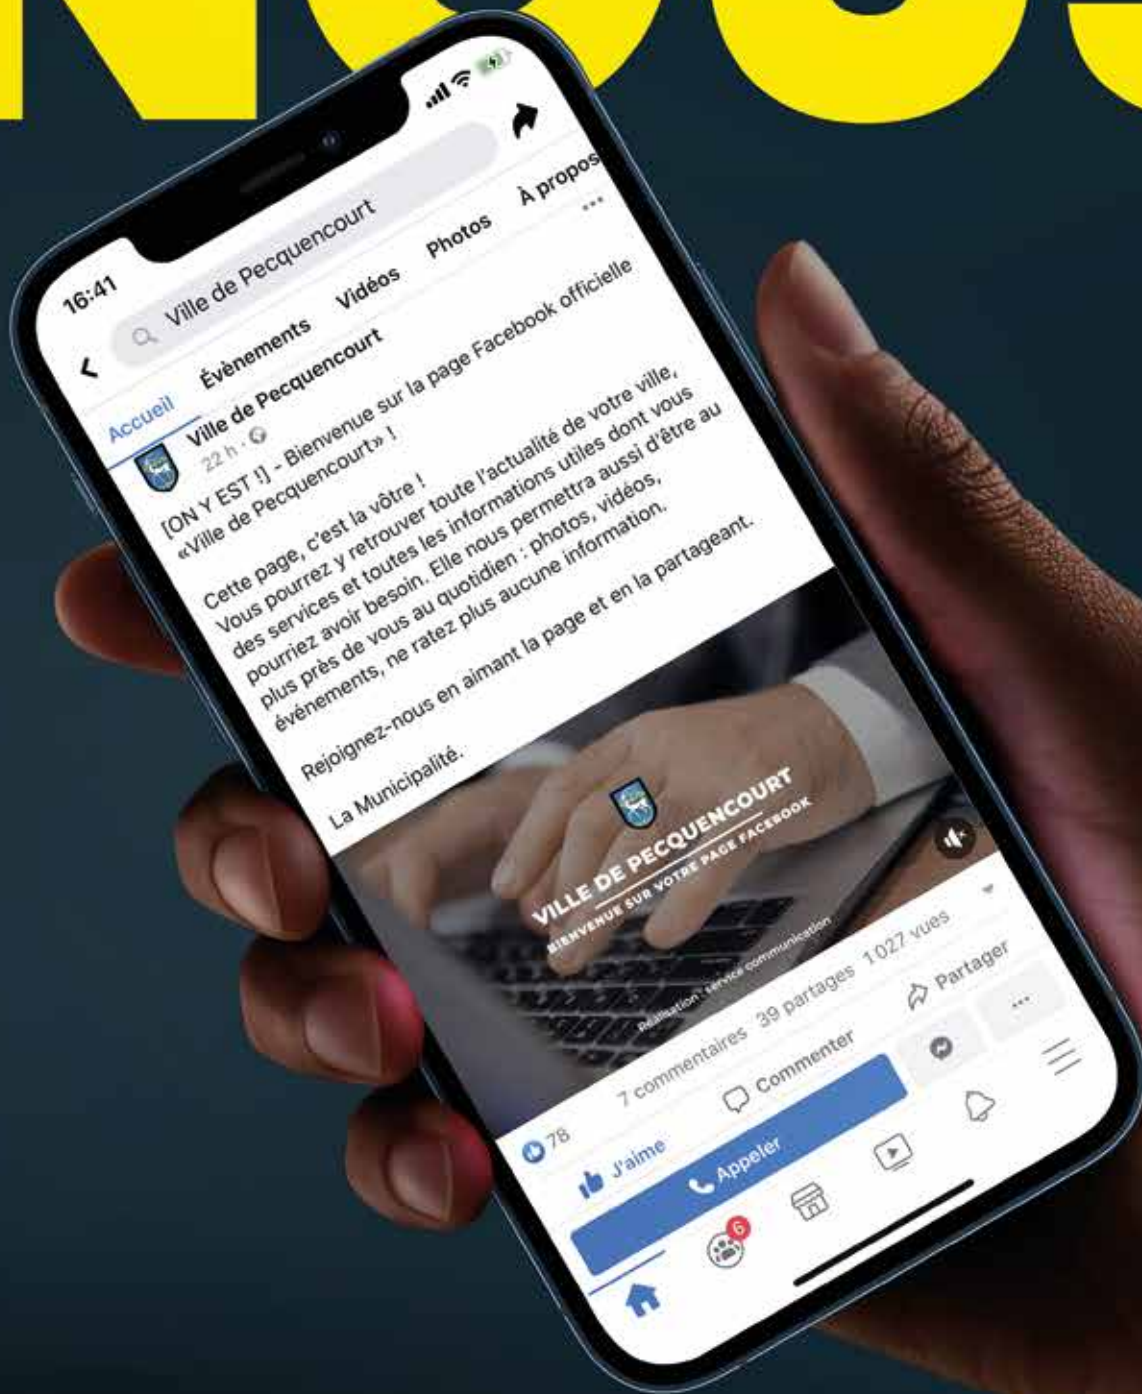 NOUS
16:41
Ville de Pecquencourt
Accueil Évènements Vidéos Photos À propos
Ville de Pecquencourt
22 h
[ON Y EST !] - Bienvenue sur la page Facebook officielle
«Ville de Pecquencourt» !
Cette page, c'est la vôtre !
Vous pourrez y retrouver toute l'actualité de votre ville,
des services et toutes les informations utiles dont vous
pourriez avoir besoin. Elle nous permettra aussi d'être au
plus près de vous au quotidien : photos, vidéos,
événements, ne ratez plus aucune information.
Rejoignez-nous en aimant la page et en la partageant.
La Municipalité.
VILLE DE PECQUENCOURT
BIENVENUE SUR VOTRE PAGE FACEBOOK
Réalisation : service communication
78 7 commentaires 39 partages 1 027 vues
J'aime Commenter Partager
Appeler
6